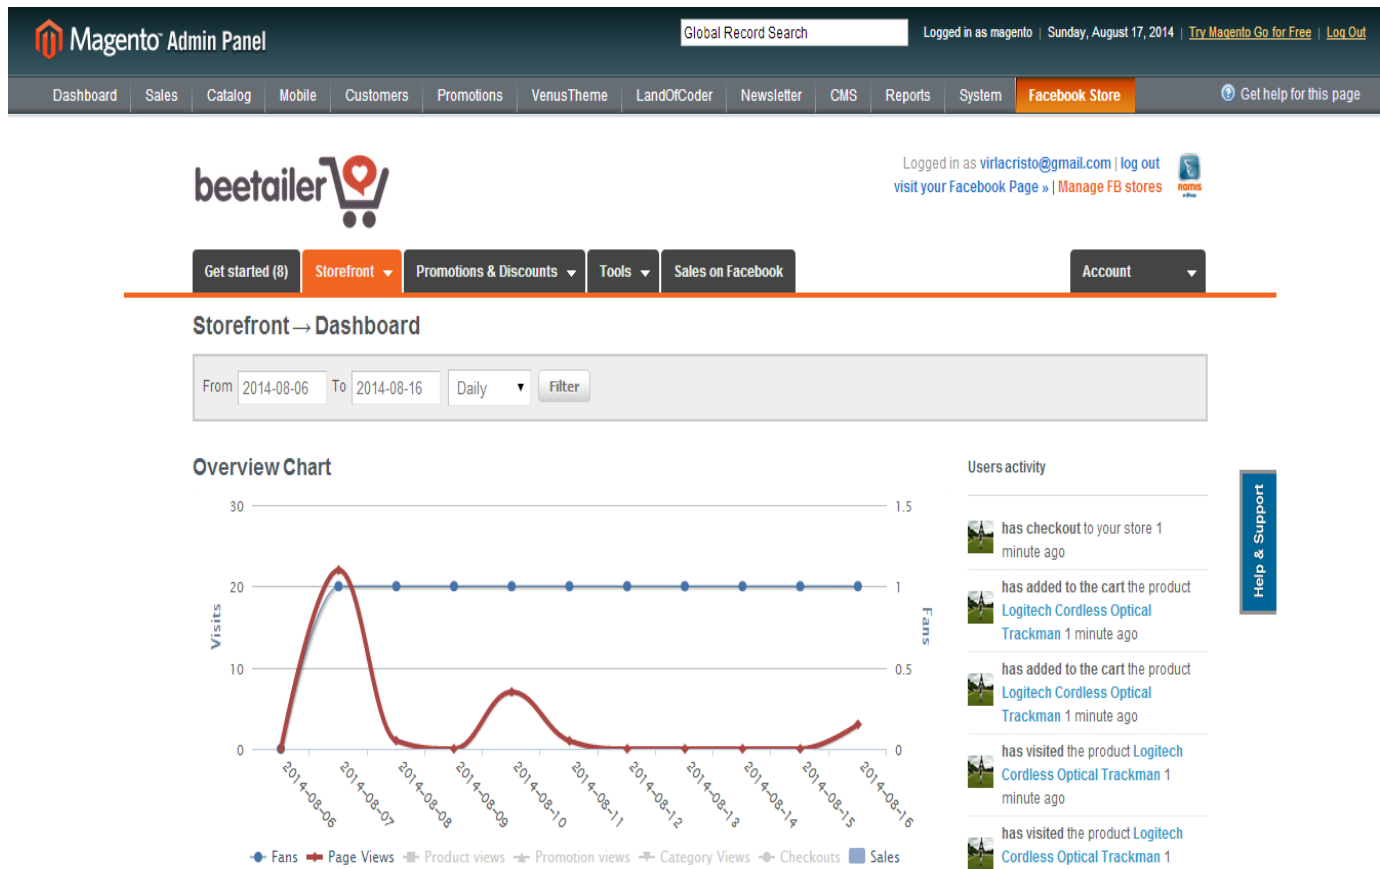 Magento Admin Panel
Global Record Search
Logged in as magento | Sunday, August 17, 2014 | Try Magento Go for Free | Log Out
Dashboard Sales Catalog Mobile Customers Promotions VenusTheme LandOfCoder Newsletter CMS Reports System Facebook Store Get help for this page
beetailer
Logged in as virlacristo@gmail.com | log out
visit your Facebook Page » | Manage FB stores
ROMIS
Get started (8) Storefront Promotions & Discounts Tools Sales on Facebook Account
Storefront→Dashboard
From 2014-08-06 To 2014-08-16 Daily Filter
Overview Chart
30
20
10
0
Visits
1.5
1
0.5
0
Fans
2014-08-06
2014-08-07
2014-08-08
2014-08-09
2014-08-10
2014-08-11
2014-08-12
2014-08-13
2014-08-14
2014-08-15
2014-08-16
Fans Page Views Product views Promotion views Category Views Checkouts Sales
Users activity
has checkout to your store 1
minute ago
has added to the cart the product
Logitech Cordless Optical
Trackman 1 minute ago
has added to the cart the product
Logitech Cordless Optical
Trackman 1 minute ago
has visited the product Logitech
Cordless Optical Trackman 1
minute ago
has visited the product Logitech
Cordless Optical Trackman 1
Help & Support